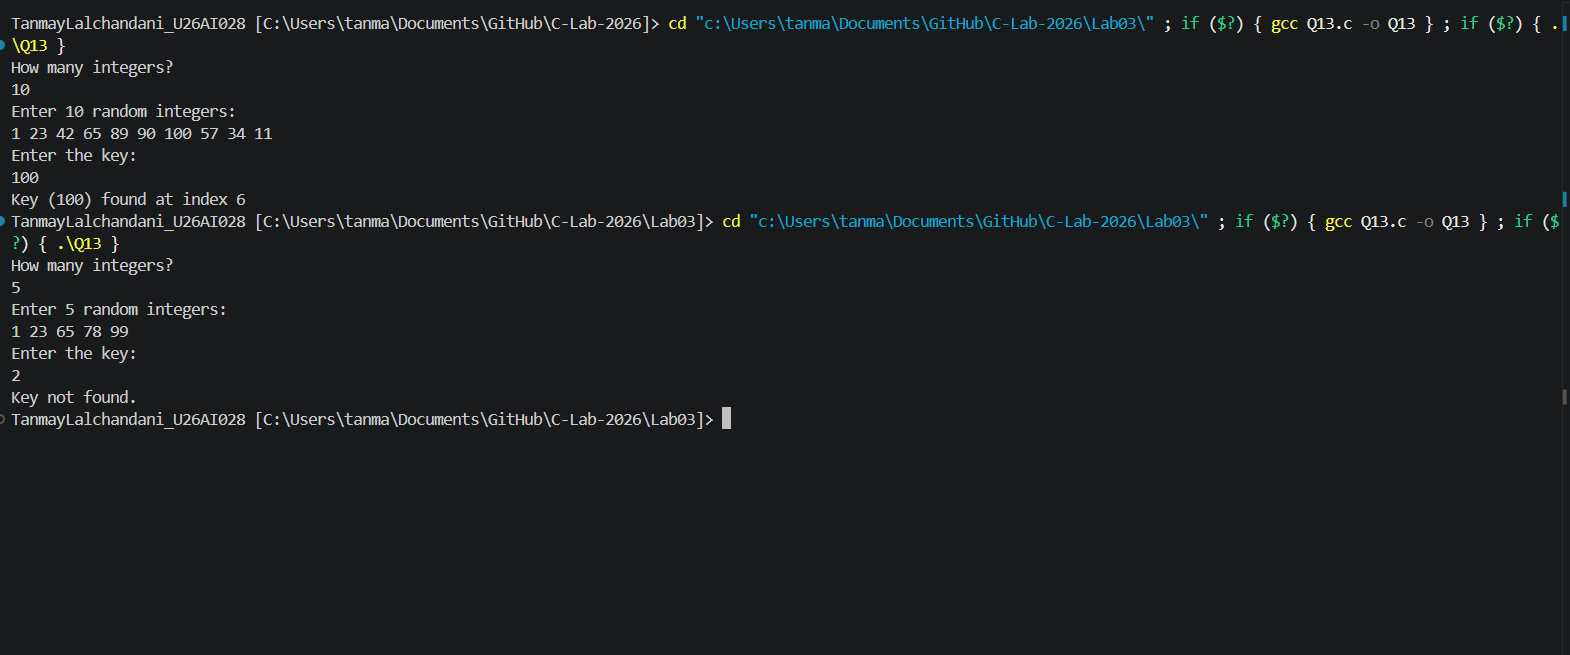 TanmayLalchandani_U26AI028 [C:\Users\tanma\Documents\GitHub\C-Lab-2026]> cd "c:\Users\tanma\Documents\GitHub\C-Lab-2026\Lab03\" ; if ($?) { gcc Q13.c -o Q13 } ; if ($?) { .
\Q13 }
How many integers?
10
Enter 10 random integers:
1 23 42 65 89 90 100 57 34 11
Enter the key:
100
Key (100) found at index 6
TanmayLalchandani_U26AI028 [C:\Users\tanma\Documents\GitHub\C-Lab-2026\Lab03]> cd "c:\Users\tanma\Documents\GitHub\C-Lab-2026\Lab03\" ; if ($?) { gcc Q13.c -o Q13 } ; if ($
?) { .\Q13 }
How many integers?
5
Enter 5 random integers:
1 23 65 78 99
Enter the key:
2
Key not found.
TanmayLalchandani_U26AI028 [C:\Users\tanma\Documents\GitHub\C-Lab-2026\Lab03]>